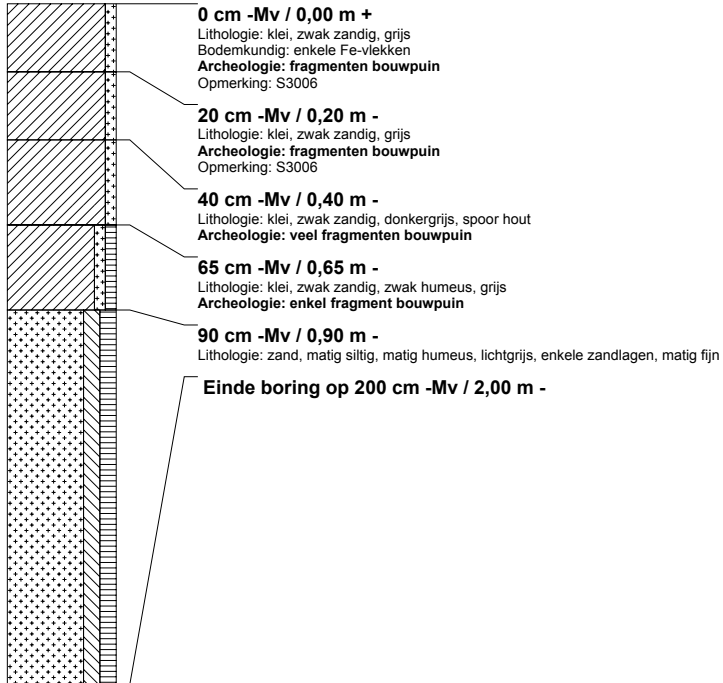 0 cm -Mv / 0,00 m +
Lithologie: klei, zwak zandig, grijs
Bodemkundig: enkele Fe-vlekken
Archeologie: fragmenten bouwpuin
Opmerking: S3006
20 cm -Mv / 0,20 m -
Lithologie: klei, zwak zandig, grijs
Archeologie: fragmenten bouwpuin
Opmerking: S3006
40 cm -Mv / 0,40 m -
Lithologie: klei, zwak zandig, donkergrijs, spoor hout
Archeologie: veel fragmenten bouwpuin
65 cm -Mv / 0,65 m -
Lithologie: klei, zwak zandig, zwak humeus, grijs
Archeologie: enkel fragment bouwpuin
90 cm -Mv / 0,90 m -
Lithologie: zand, matig siltig, matig humeus, lichtgrijs, enkele zandlagen, matig fijn
Einde boring op 200 cm -Mv / 2,00 m -